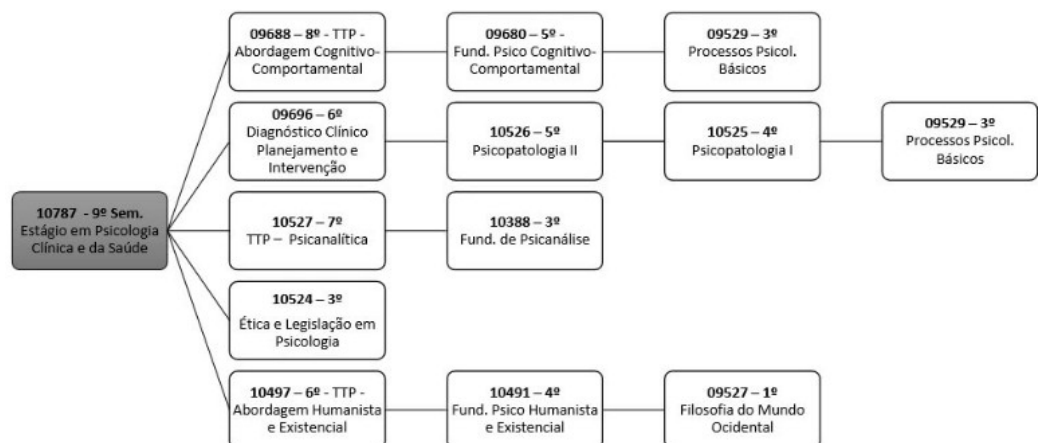 10787 - 9º Sem.
Estágio em Psicologia
Clínica e da Saúde
09688 – 8º - TTP -
Abordagem Cognitivo-
Comportamental
09680 – 5º -
Fund. Psico Cognitivo-
Comportamental
09529 – 3º
Processos Psicol.
Básicos
09696 – 6º
Diagnóstico Clínico
Planejamento e
Intervenção
10526 – 5º
Psicopatologia II
10525 – 4º
Psicopatologia I
09529 – 3º
Processos Psicol.
Básicos
10527 – 7º
TTP – Psicanalítica
10388 – 3º
Fund. de Psicanálise
10524 – 3º
Ética e Legislação em
Psicologia
10497 – 6º - TTP -
Abordagem Humanista
e Existencial
10491 – 4º
Fund. Psico Humanista
e Existencial
09527 – 1º
Filosofia do Mundo
Ocidental